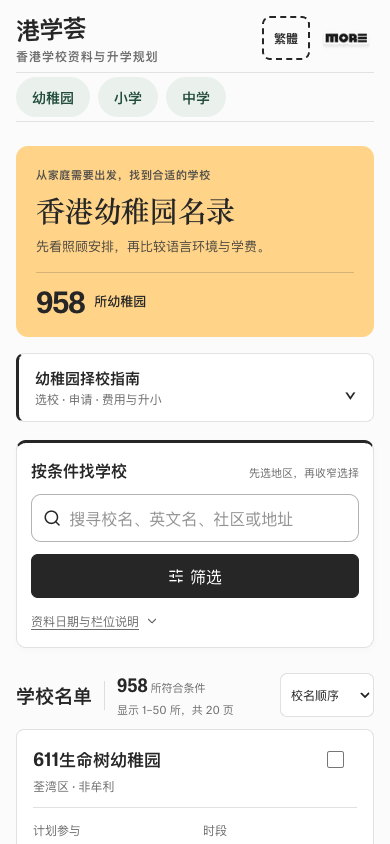 港学荟
香港学校资料与升学规划
繁體
MORE
幼稚园
小学
中学
从家庭需要出发，找到合适的学校
香港幼稚园名录
先看照顾安排，再比较语言环境与学费。
958 所幼稚园
幼稚园择校指南
选校 · 申请 · 费用与升小
按条件找学校
先选地区，再收窄选择
搜寻校名、英文名、社区或地址
筛选
资料日期与栏位说明
学校名单
958 所符合条件
显示 1–50 所，共 20 页
校名顺序
611生命树幼稚园
荃湾区 · 非牟利
计划参与
时段